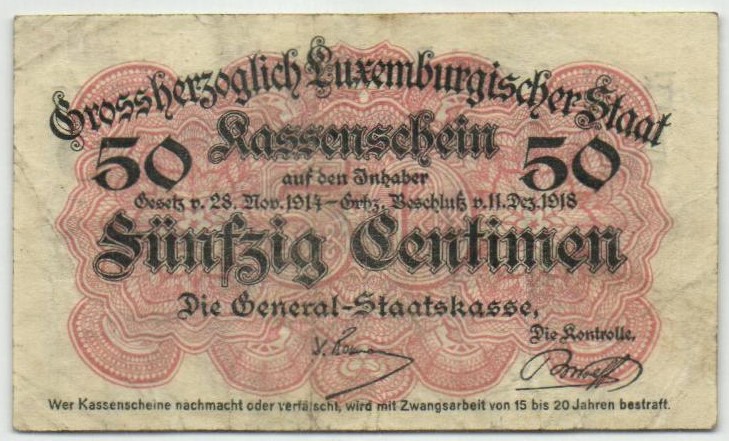 Grossherzoglich Luxemburgischer Staat
50 Kassenschein 50
auf den Inhaber
Gesetz v. 28. Nov. 1914 – Grhz. Beschluß v. 11. Dez. 1918
Fünfzig Centimen
Die General-Staatskasse,
Die Kontrolle,
Wer Kassenscheine nachmacht oder verfälscht, wird mit Zwangsarbeit von 15 bis 20 Jahren bestraft.